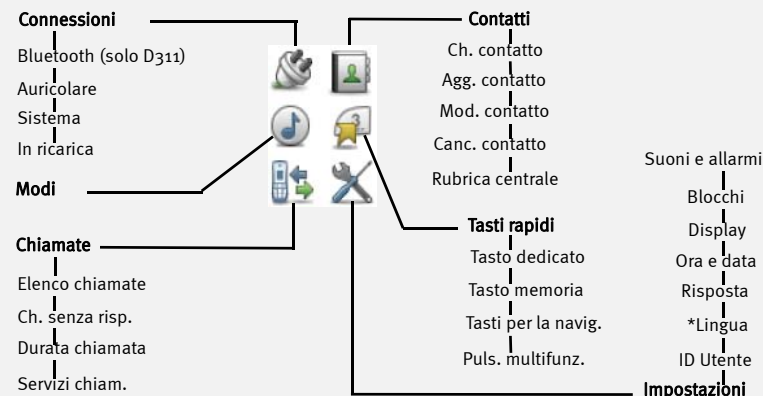 Connessioni
Bluetooth (solo D311)
Auricolare
Sistema
In ricarica
Modi
Chiamate
Elenco chiamate
Ch. senza risp.
Durata chiamata
Servizi chiam.
Contatti
Ch. contatto
Agg. contatto
Mod. contatto
Canc. contatto
Rubrica centrale
3
Tasti rapidi
Tasto dedicato
Tasto memoria
Tasti per la navig.
Puls. multifunz.
Suoni e allarmi
Blocchi
Display
Ora e data
Risposta
*Lingua
ID Utente
Impostazioni